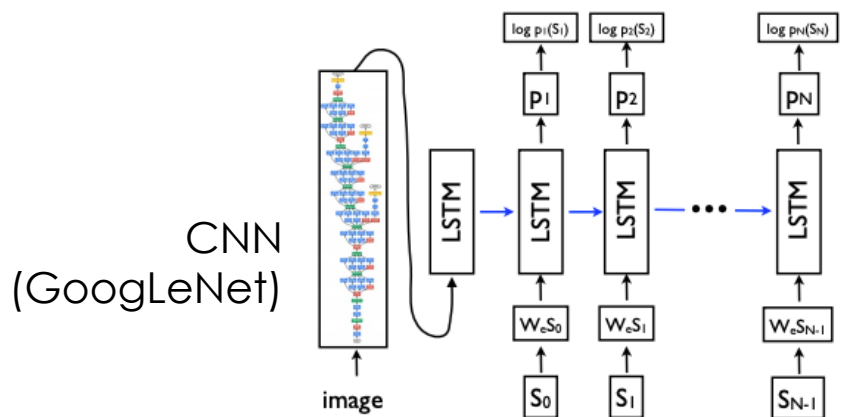 log p1(S1) log p2(S2) log pN(SN)
p1 p2 pN
LSTM LSTM LSTM LSTM
CNN
(GoogLeNet)
WeS0 WeS1 WeSN-1
image S0 S1 SN-1